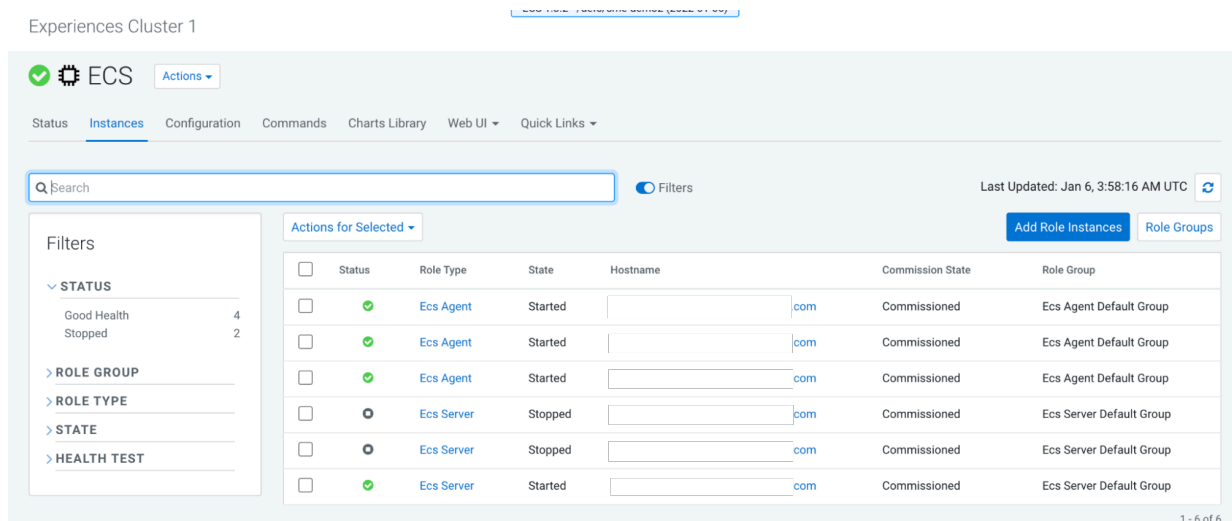 Experiences Cluster 1
ECS
Actions
Status Instances Configuration Commands Charts Library Web UI Quick Links
Search
Filters
Last Updated: Jan 6, 3:58:16 AM UTC
Filters
Actions for Selected
Add Role Instances
Role Groups
STATUS
Good Health 4
Stopped 2
ROLE GROUP
ROLE TYPE
STATE
HEALTH TEST
Status Role Type State Hostname Commission State Role Group
Ecs Agent Started .com Commissioned Ecs Agent Default Group
Ecs Agent Started com Commissioned Ecs Agent Default Group
Ecs Agent Started com Commissioned Ecs Agent Default Group
Ecs Server Stopped com Commissioned Ecs Server Default Group
Ecs Server Stopped com Commissioned Ecs Server Default Group
Ecs Server Started com Commissioned Ecs Server Default Group
1 - 6 of 6